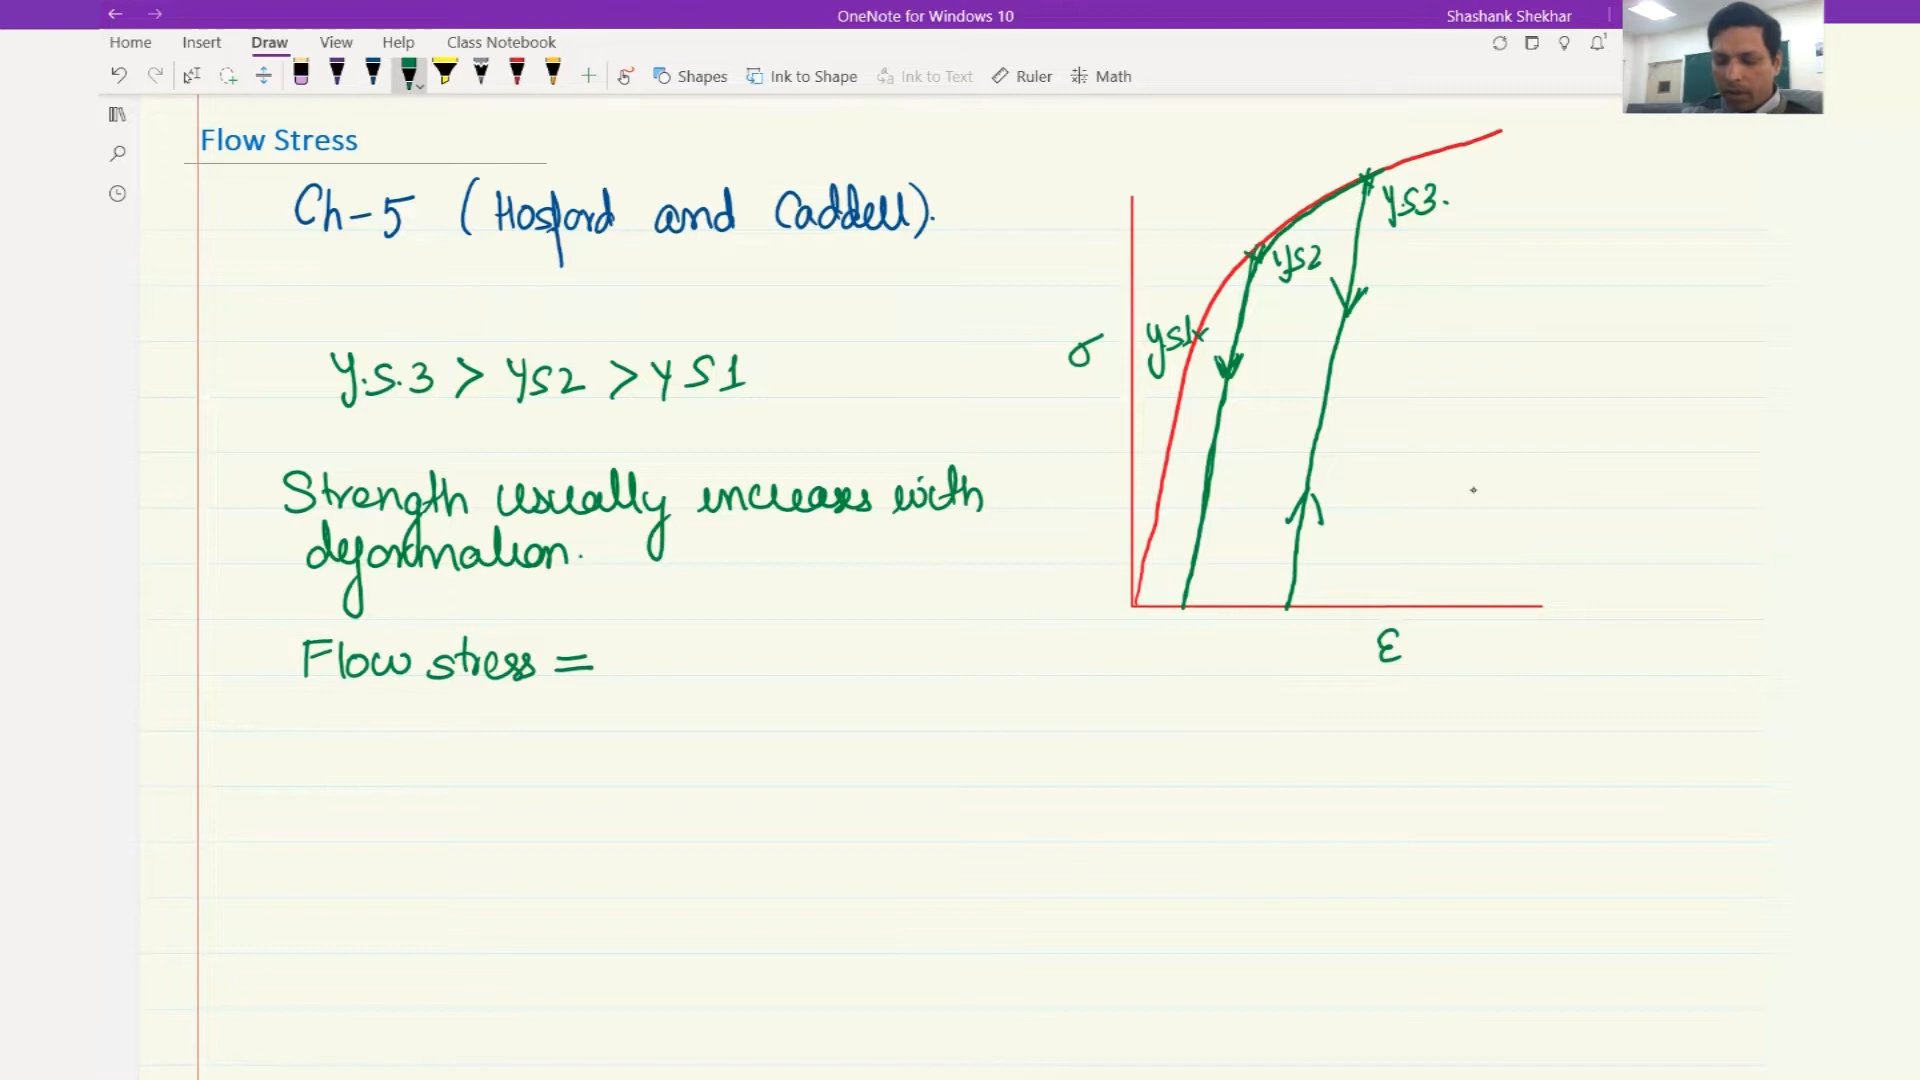 OneNote for Windows 10
Shashank Shekhar
Home Insert Draw View Help Class Notebook
Shapes Ink to Shape Ink to Text Ruler Math
Flow Stress
Ch-5 (Hosford and Caddell).
Y.S.3 > YS2 > YS1
Strength usually increases with
deformation.
Flow stress =
σ
YS1
YS2
Y.S3.
ε